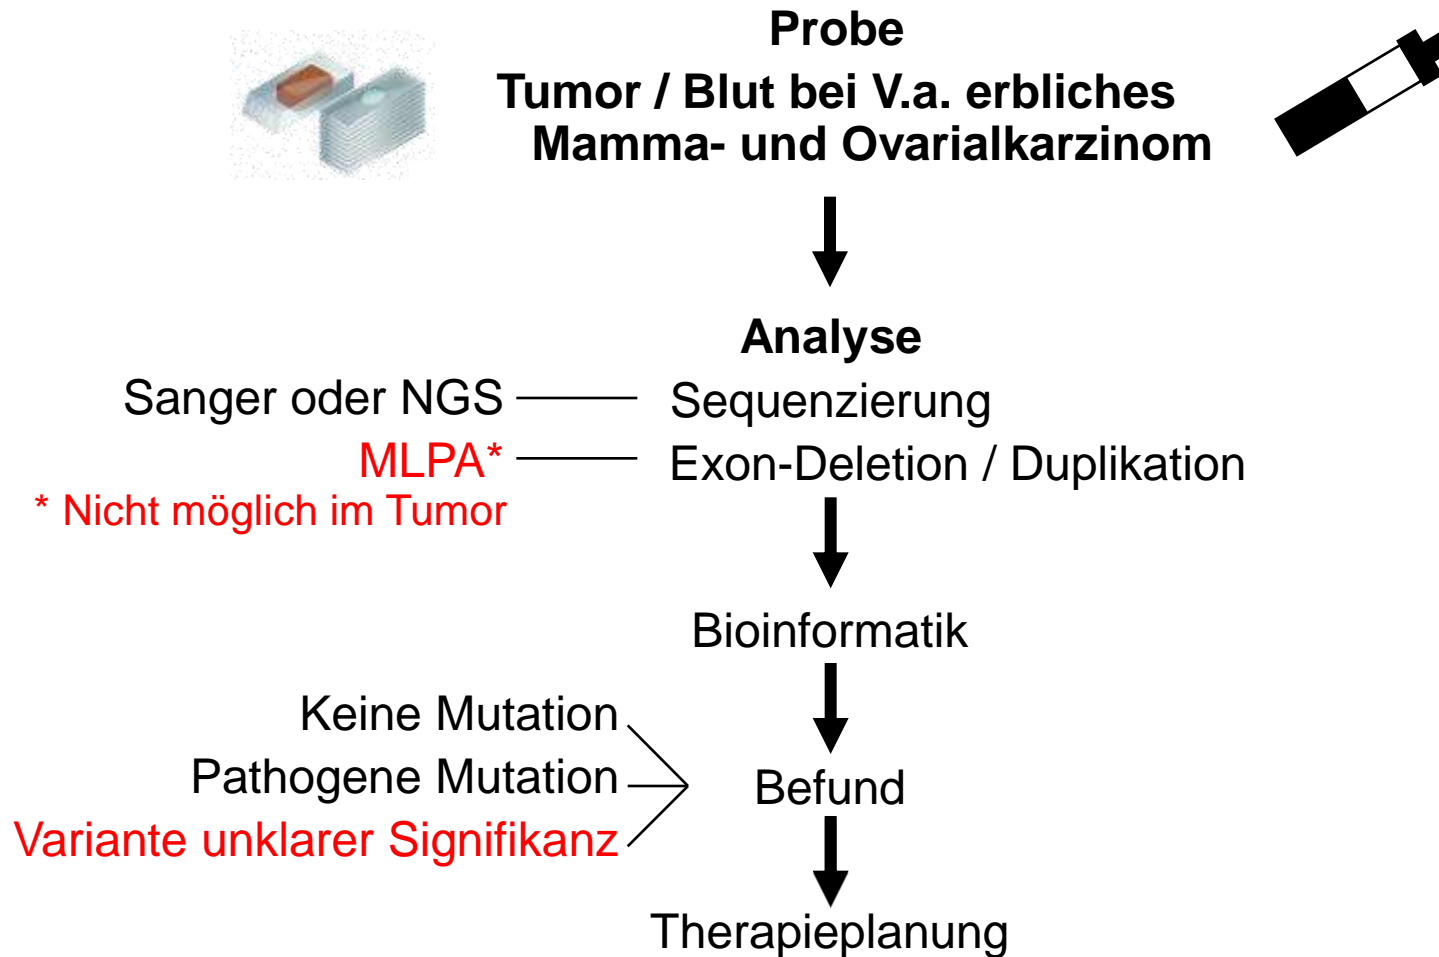 Probe
Tumor / Blut bei V.a. erbliches
Mamma- und Ovarialkarzinom
Analyse
Sanger oder NGS
Sequenzierung
MLPA*
Exon-Deletion / Duplikation
* Nicht möglich im Tumor
Bioinformatik
Keine Mutation
Pathogene Mutation
Befund
Variante unklarer Signifikanz
Therapieplanung